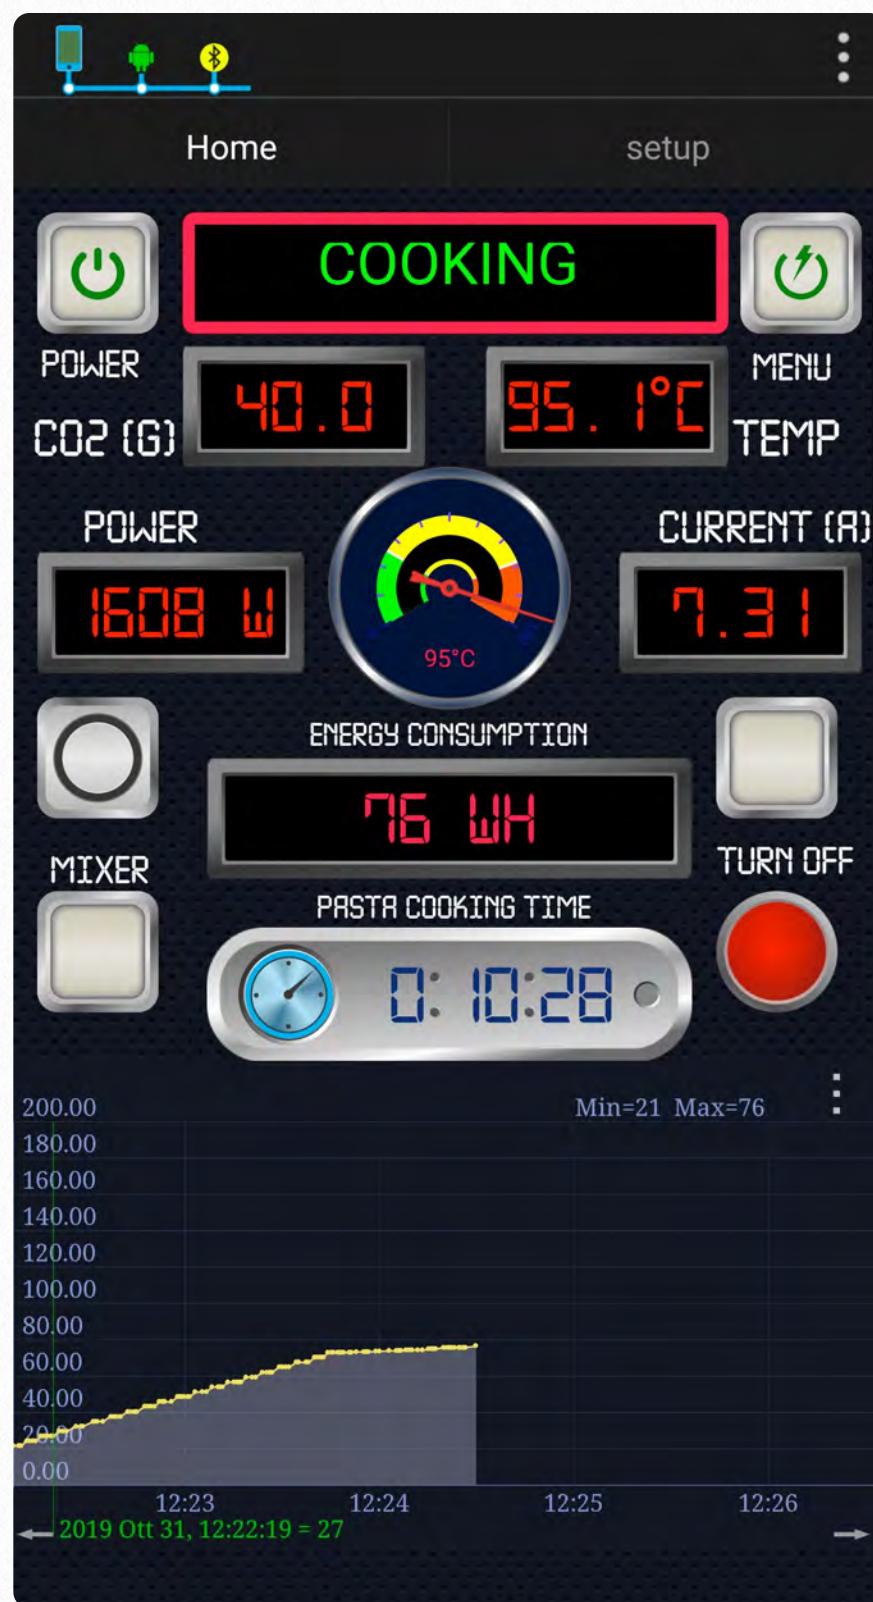 Home setup
COOKING
POWER MENU
CO2 (G) 40.0 95.1°C TEMP
POWER CURRENT (A)
1608 W 7.31
95°C
ENERGY CONSUMPTION
76 WH
MIXER TURN OFF
PASTA COOKING TIME
0:10:28
Min=21 Max=76
200.00
180.00
160.00
140.00
120.00
100.00
80.00
60.00
40.00
20.00
0.00
12:23 12:24 12:25 12:26
2019 Ott 31, 12:22:19 = 27